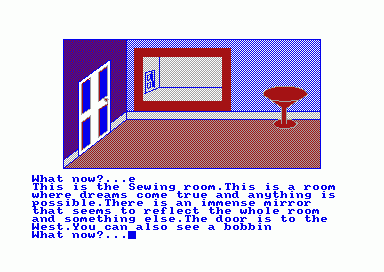 What now?...e
This is the Sewing room.This is a room
where dreams come true and anything is
possible.There is an immense mirror
that seems to reflect the whole room
and something else.The door is to the
West.You can also see a bobbin
What now?...